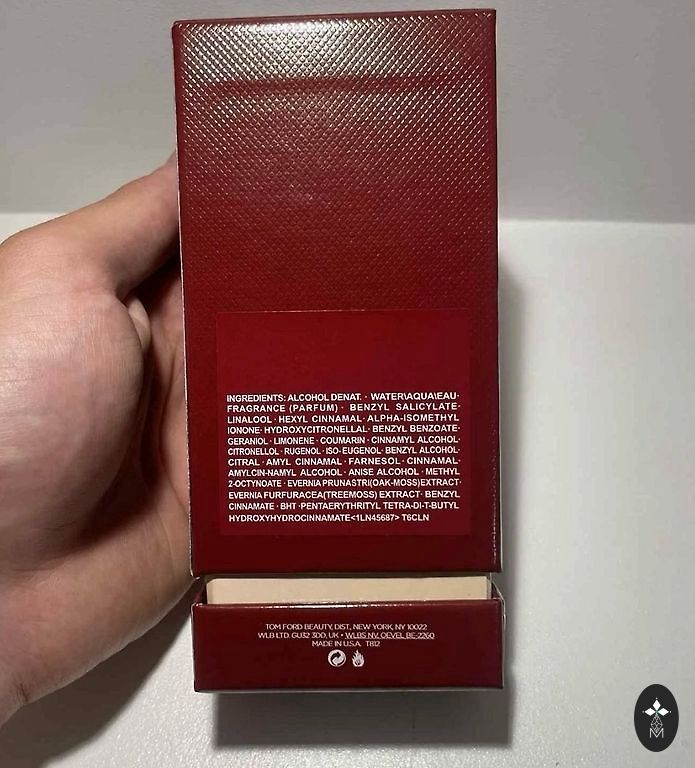 INGREDIENTS: ALCOHOL DENAT. · WATER\AQUA\EAU·
FRAGRANCE (PARFUM) · BENZYL SALICYLATE·
LINALOOL · HEXYL CINNAMAL · ALPHA-ISOMETHYL
IONONE· HYDROXYCITRONELLAL· BENZYL BENZOATE·
GERANIOL · LIMONENE · COUMARIN · CINNAMYL ALCOHOL·
CITRONELLOL · RUGENOL · ISO-EUGENOL · BENZYL ALCOHOL·
CITRAL · AMYL CINNAMAL · FARNESOL · CINNAMAL·
AMYLCIN-NAMYL ALCOHOL · ANISE ALCOHOL · METHYL
2-OCTYNOATE · EVERNIA PRUNASTRI(OAK-MOSS)EXTRACT·
EVERNIA FURFURACEA(TREEMOSS) EXTRACT · BENZYL
CINNAMATE · BHT ·PENTAERYTHRITYL TETRA-DI-T-BUTYL
HYDROXYHYDROCINNAMATE<1LN45687> T6CLN
TOM FORD BEAUTY, DIST, NEW YORK, NY 10022
WLB LTD. GU32 3DD, UK · WLBS NV. OEVEL BE-2260
MADE IN U.S.A. T812
M